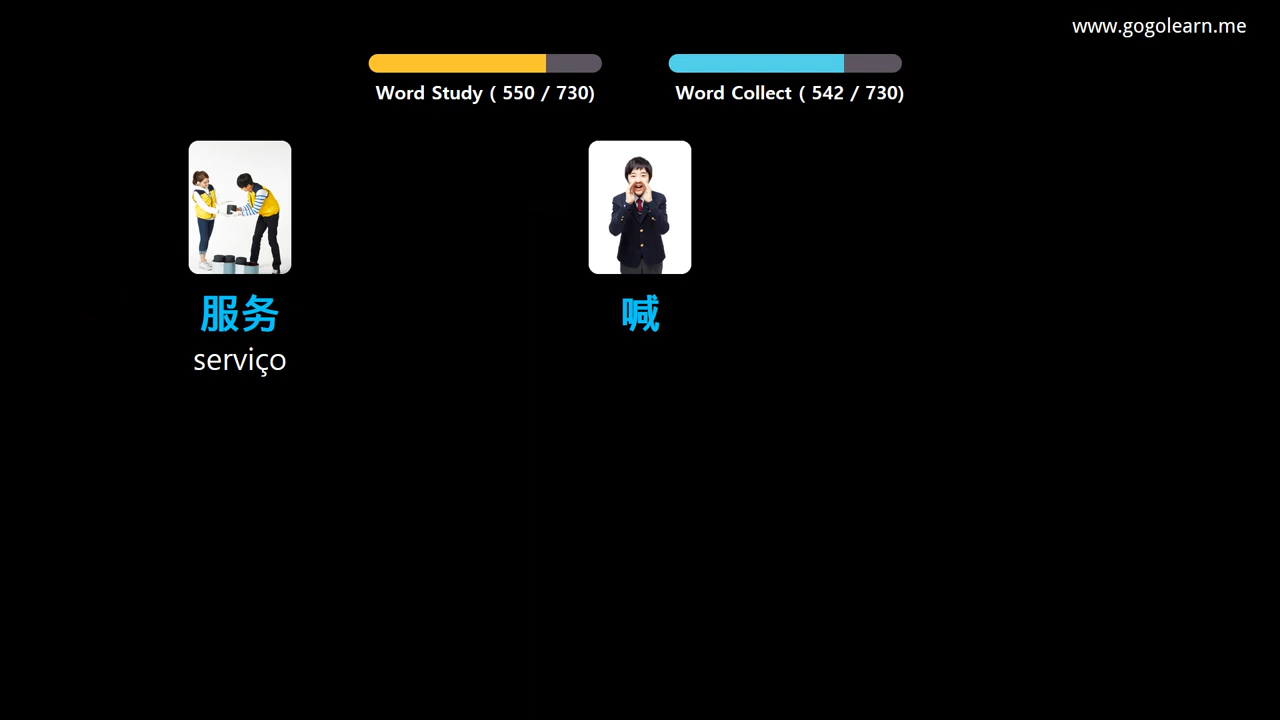 www.gogolearn.me
Word Study ( 550 / 730)
Word Collect ( 542 / 730)
服务
serviço
喊